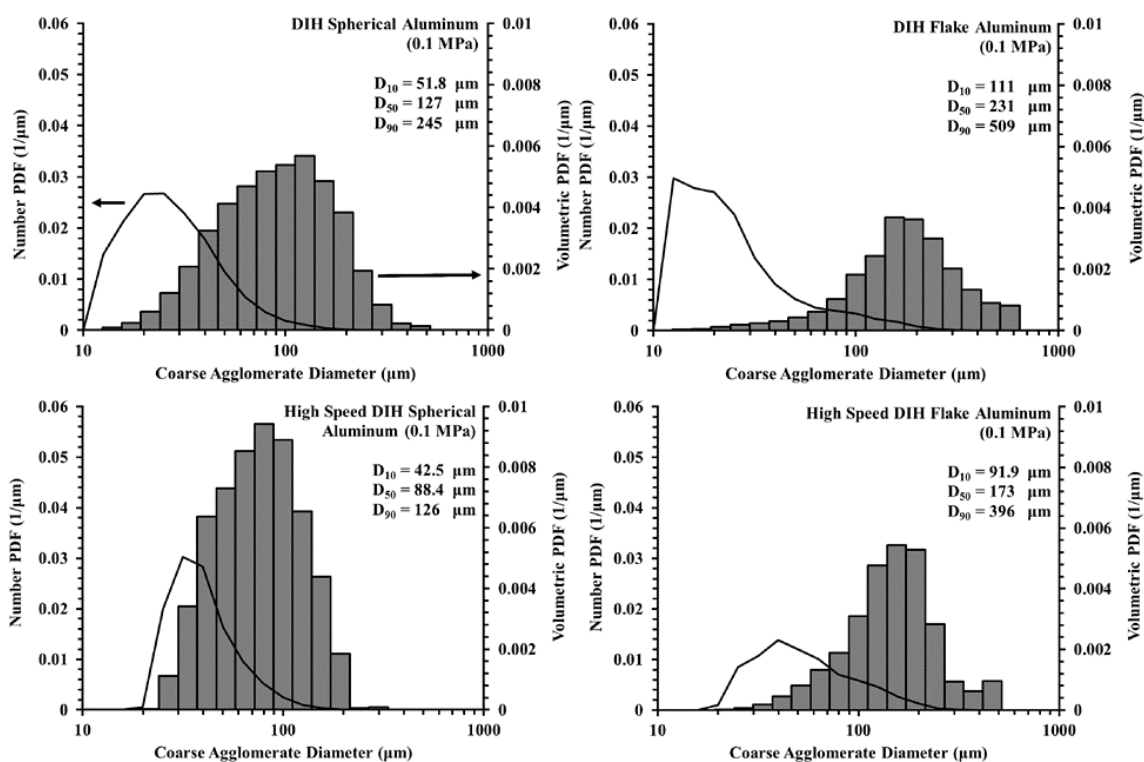 DIH Spherical Aluminum
(0.1 MPa)
D10 = 51.8 µm
D50 = 127 µm
D90 = 245 µm
Number PDF (1/µm)
0.06
0.05
0.04
0.03
0.02
0.01
0
0.01
0.008
0.006
0.004
0.002
0
Volumetric PDF (1/µm)
10 100 1000
Coarse Agglomerate Diameter (µm)
DIH Flake Aluminum
(0.1 MPa)
D10 = 111 µm
D50 = 231 µm
D90 = 509 µm
Number PDF (1/µm)
0.06
0.05
0.04
0.03
0.02
0.01
0
0.01
0.008
0.006
0.004
0.002
0
Volumetric PDF (1/µm)
10 100 1000
Coarse Agglomerate Diameter (µm)
High Speed DIH Spherical
Aluminum (0.1 MPa)
D10 = 42.5 µm
D50 = 88.4 µm
D90 = 126 µm
Number PDF (1/µm)
0.06
0.05
0.04
0.03
0.02
0.01
0
0.01
0.008
0.006
0.004
0.002
0
Volumetric PDF (1/µm)
10 100 1000
Coarse Agglomerate Diameter (µm)
High Speed DIH Flake Aluminum
(0.1 MPa)
D10 = 91.9 µm
D50 = 173 µm
D90 = 396 µm
Number PDF (1/µm)
0.06
0.05
0.04
0.03
0.02
0.01
0
0.01
0.008
0.006
0.004
0.002
0
Volumetric PDF (1/µm)
10 100 1000
Coarse Agglomerate Diameter (µm)